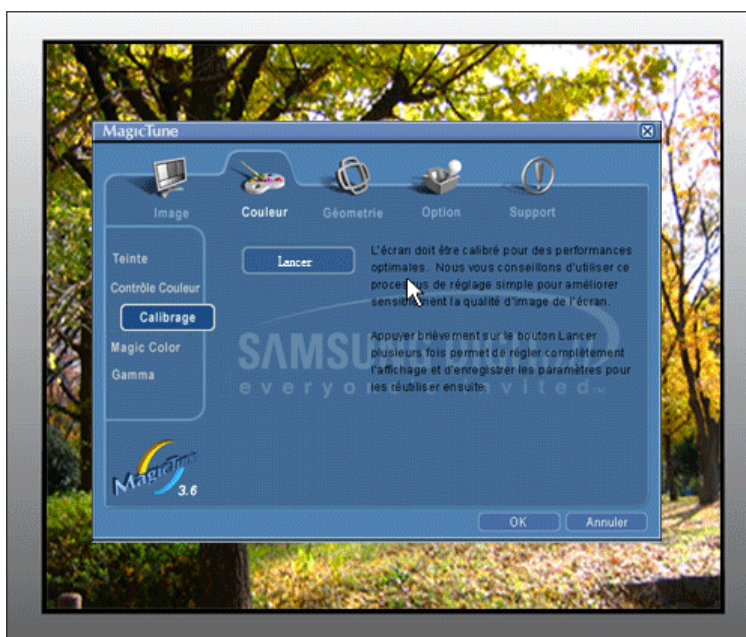 MagicTune
Image
Couleur
Géometrie
Option
Support
Teinte
Contrôle Couleur
Calibrage
Magic Color
Gamma
Lancer
L'écran doit être calibré pour des performances
optimales. Nous vous conseillons d'utiliser ce
processus de réglage simple pour améliorer
sensiblement la qualité d'image de l'écran.
Appuyer brièvement sur le bouton Lancer
plusieurs fois permet de régler complètement
l'affichage et d'enregistrer les paramètres pour
les réutiliser ensuite.
SAMSUNG DIGITall
everyone's invited™
MagicTune
3.6
OK
Annuler